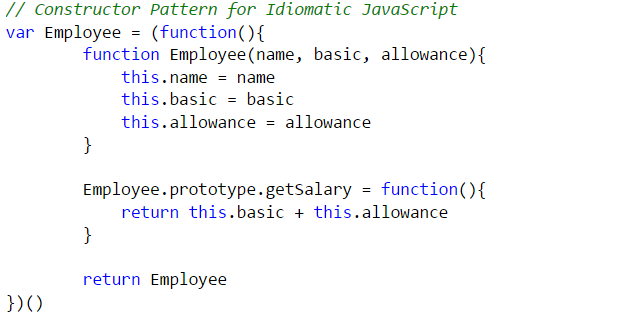 // Constructor Pattern for Idiomatic JavaScript
var Employee = (function(){
        function Employee(name, basic, allowance){
            this.name = name
            this.basic = basic
            this.allowance = allowance
        }

        Employee.prototype.getSalary = function(){
            return this.basic + this.allowance
        }

        return Employee
})()